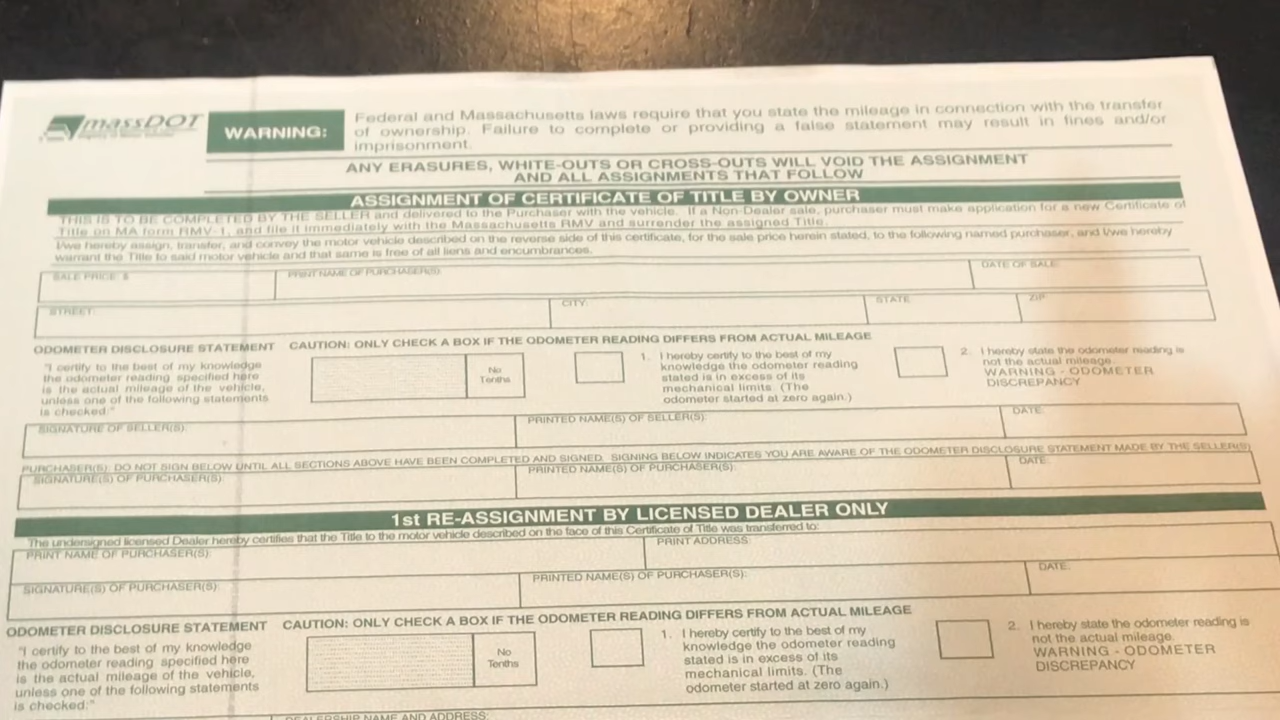 massDOT
WARNING:
Federal and Massachusetts laws require that you state the mileage in connection with the transfer
of ownership. Failure to complete or providing a false statement may result in fines and/or
imprisonment.
ANY ERASURES, WHITE-OUTS OR CROSS-OUTS WILL VOID THE ASSIGNMENT
AND ALL ASSIGNMENTS THAT FOLLOW
ASSIGNMENT OF CERTIFICATE OF TITLE BY OWNER
THIS IS TO BE COMPLETED BY THE SELLER and delivered to the Purchaser with the vehicle. If a Non-Dealer sale, purchaser must make application for a new Certificate of
Title on MA form RMV-1, and file it immediately with the Massachusetts RMV and surrender the assigned Title.
I/we hereby assign, transfer, and convey the motor vehicle described on the reverse side of this certificate, for the sale price herein stated, to the following named purchaser, and I/we hereby
warrant the Title to said motor vehicle and that same is free of all liens and encumbrances.
SALE PRICE: $
PRINT NAME OF PURCHASER(S):
DATE OF SALE:
STREET:
CITY:
STATE:
ZIP:
ODOMETER DISCLOSURE STATEMENT
CAUTION: ONLY CHECK A BOX IF THE ODOMETER READING DIFFERS FROM ACTUAL MILEAGE
"I certify to the best of my knowledge
the odometer reading specified here
is the actual mileage of the vehicle,
unless one of the following statements
is checked:"
No
Tenths
1. I hereby certify to the best of my
knowledge the odometer reading
stated is in excess of its
mechanical limits. (The
odometer started at zero again.)
2. I hereby state the odometer reading is
not the actual mileage.
WARNING - ODOMETER
DISCREPANCY
SIGNATURE OF SELLER(S):
PRINTED NAME(S) OF SELLER(S):
DATE:
PURCHASER(S): DO NOT SIGN BELOW UNTIL ALL SECTIONS ABOVE HAVE BEEN COMPLETED AND SIGNED. SIGNING BELOW INDICATES YOU ARE AWARE OF THE ODOMETER DISCLOSURE STATEMENT MADE BY THE SELLER(S)
SIGNATURE(S) OF PURCHASER(S):
PRINTED NAME(S) OF PURCHASER(S):
DATE:
1st RE-ASSIGNMENT BY LICENSED DEALER ONLY
The undersigned licensed Dealer hereby certifies that the Title to the motor vehicle described on the face of this Certificate of Title was transferred to:
PRINT NAME OF PURCHASER(S):
PRINT ADDRESS:
SIGNATURE(S) OF PURCHASER(S):
PRINTED NAME(S) OF PURCHASER(S):
DATE:
ODOMETER DISCLOSURE STATEMENT
CAUTION: ONLY CHECK A BOX IF THE ODOMETER READING DIFFERS FROM ACTUAL MILEAGE
"I certify to the best of my knowledge
the odometer reading specified here
is the actual mileage of the vehicle,
unless one of the following statements
is checked:"
No
Tenths
1. I hereby certify to the best of my
knowledge the odometer reading
stated is in excess of its
mechanical limits. (The
odometer started at zero again.)
2. I hereby state the odometer reading is
not the actual mileage.
WARNING - ODOMETER
DISCREPANCY
DEALERSHIP NAME AND ADDRESS: